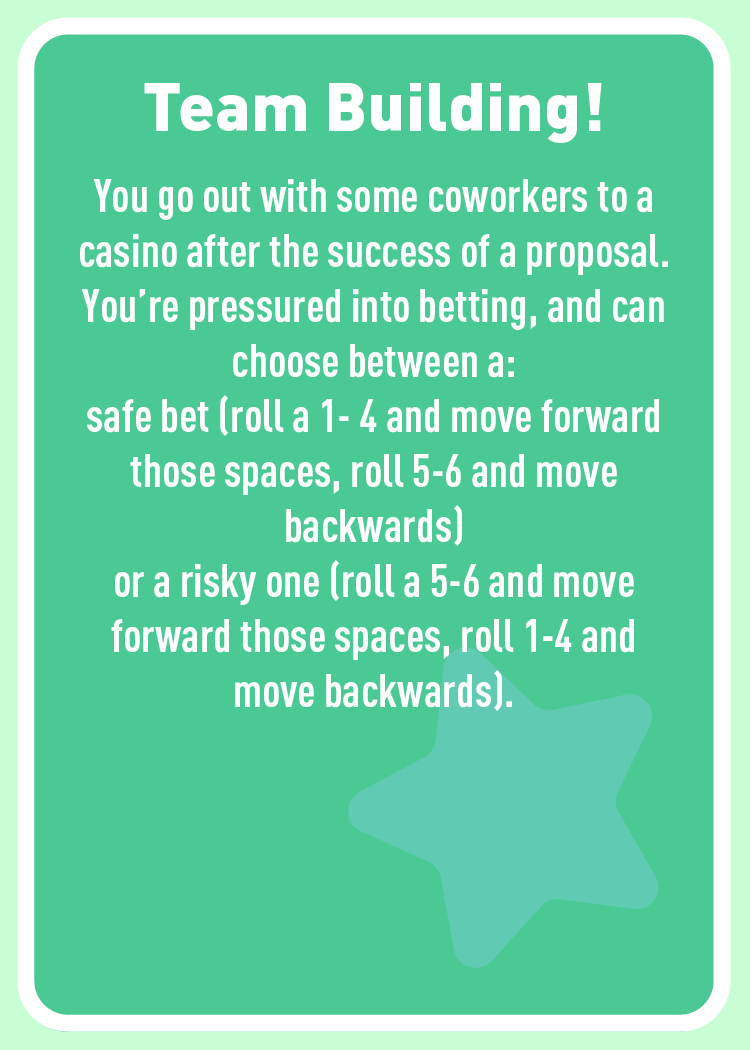 Team Building!
You go out with some coworkers to a
casino after the success of a proposal.
You’re pressured into betting, and can
choose between a:
safe bet (roll a 1- 4 and move forward
those spaces, roll 5-6 and move
backwards)
or a risky one (roll a 5-6 and move
forward those spaces, roll 1-4 and
move backwards).